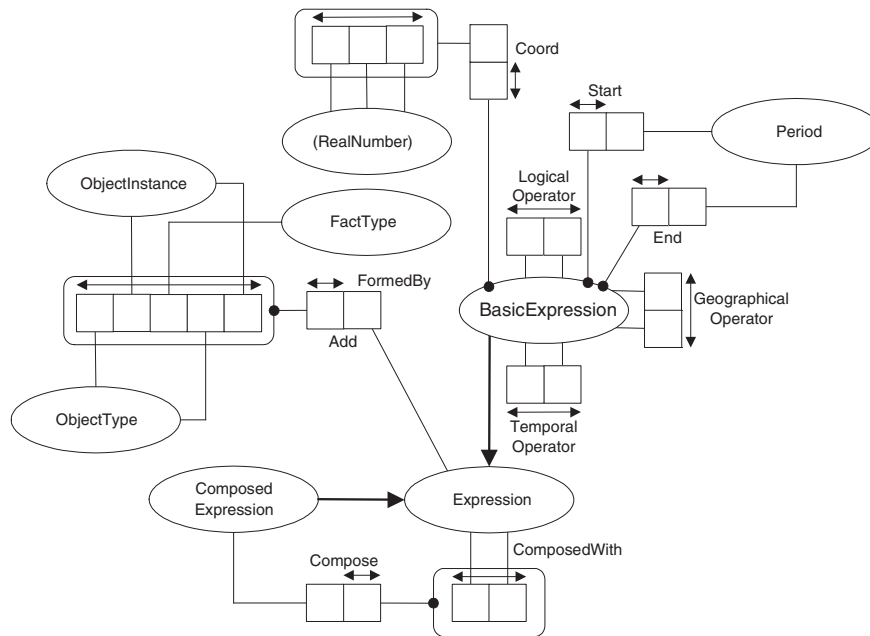 Coord
Start
(RealNumber)
Period
ObjectInstance
Logical
Operator
FactType
End
FormedBy
BasicExpression
Geographical
Operator
Add
ObjectType
Temporal
Operator
Composed
Expression
Expression
ComposedWith
Compose